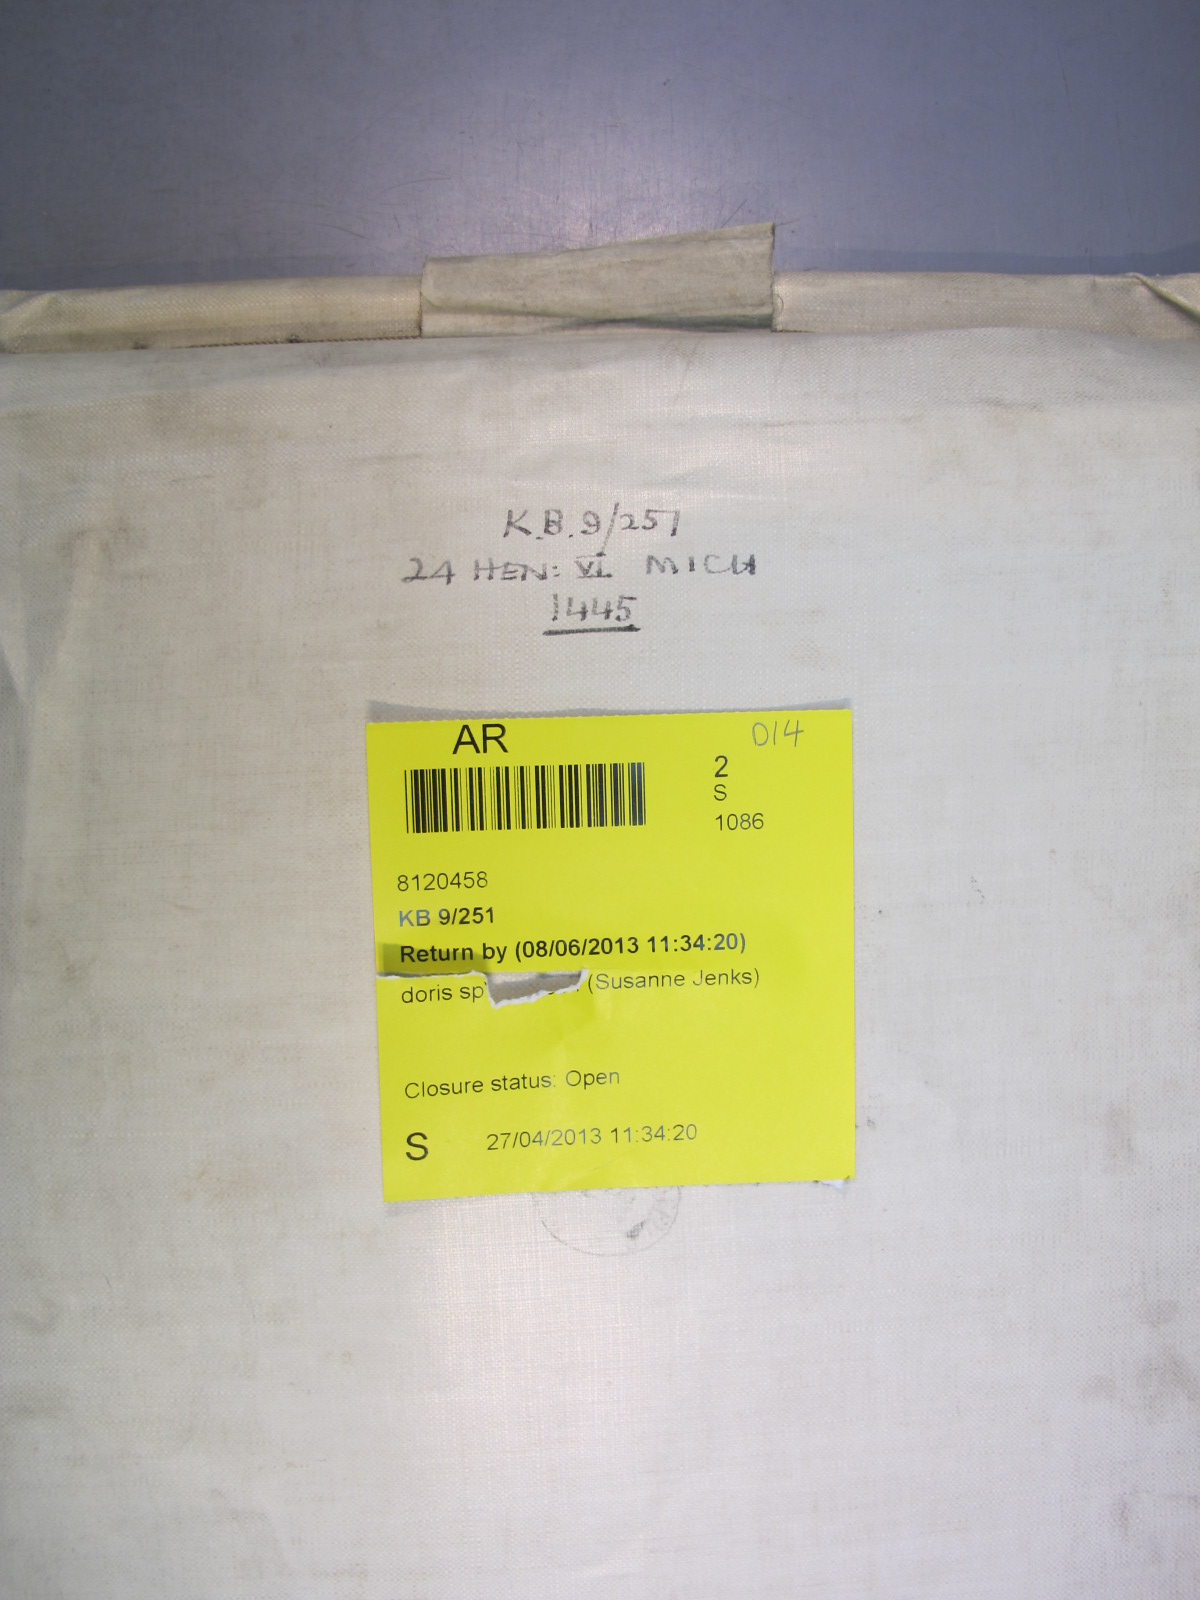 K.B. 9/251
24 HEN: VI. MICH
1445
AR
D14
2
S
1086
8120458
KB 9/251
Return by (08/06/2013 11:34:20)
doris (Susanne Jenks)
Closure status: Open
S 27/04/2013 11:34:20